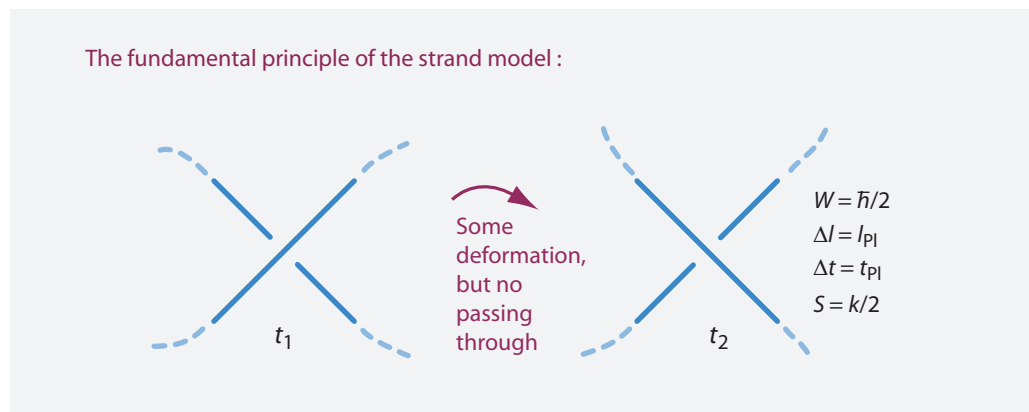 The fundamental principle of the strand model :
t₁
Some
deformation,
but no
passing
through
t₂
W = ℏ/2
Δl = lPl
Δt = tPl
S = k/2